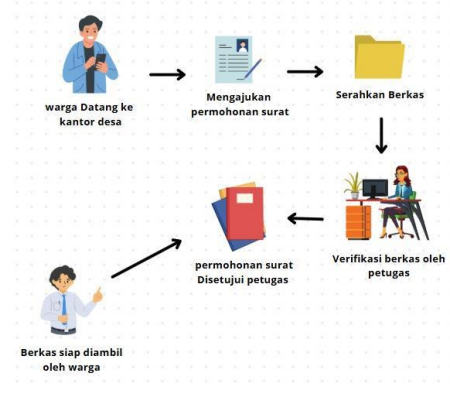 warga Datang ke
kantor desa
Mengajukan
permohonan surat
Serahkan Berkas
Verifikasi berkas oleh
petugas
permohonan surat
Disetujui petugas
Berkas siap diambil
oleh warga